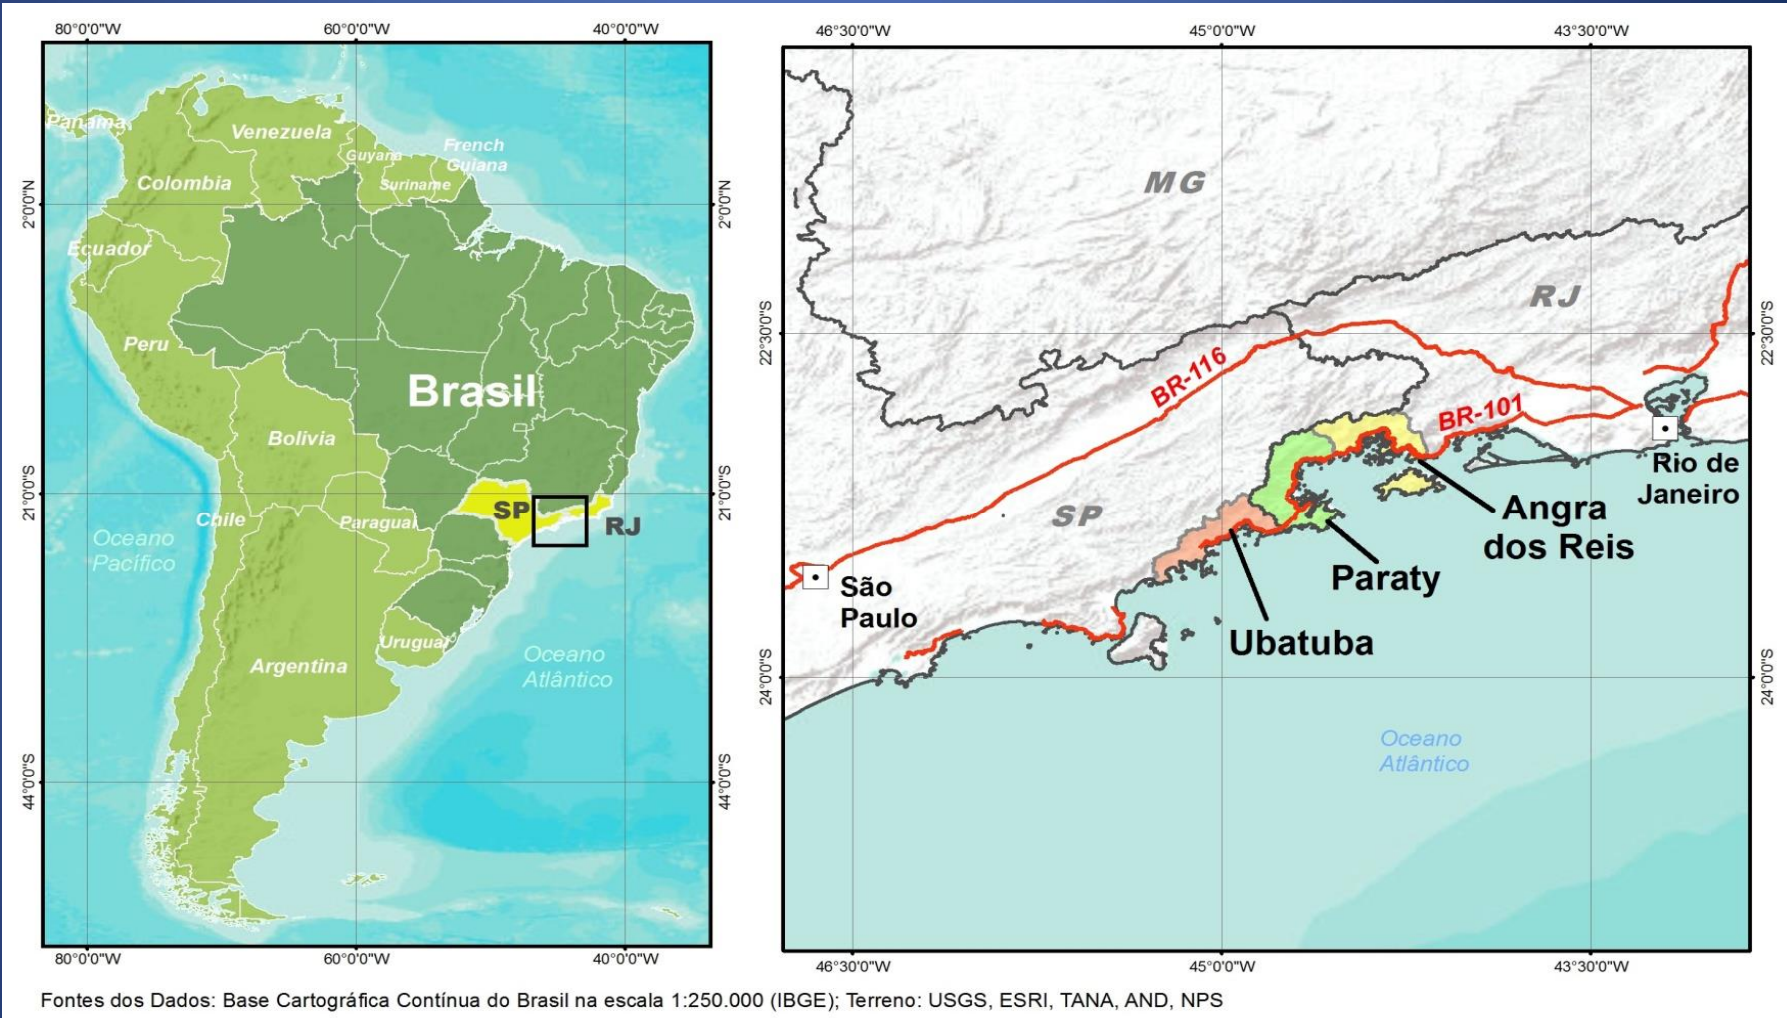 80°0'0"W
60°0'0"W
40°0'0"W
2°0'0"N
2°0'0"N
21°0'0"S
21°0'0"S
44°0'0"S
44°0'0"S
Panama
Venezuela
Guyana
French
Guiana
Suriname
Colombia
Ecuador
Peru
Brasil
Bolivia
SP
RJ
Chile
Paraguai
Oceano
Pacífico
Uruguai
Argentina
Oceano
Atlântico
80°0'0"W
60°0'0"W
40°0'0"W
46°30'0"W
45°0'0"W
43°30'0"W
22°30'0"S
22°30'0"S
24°0'0"S
24°0'0"S
MG
RJ
BR-116
BR-101
Rio de
Janeiro
SP
Angra
dos Reis
Paraty
São
Paulo
Ubatuba
Oceano
Atlântico
46°30'0"W
45°0'0"W
43°30'0"W
Fontes dos Dados: Base Cartográfica Contínua do Brasil na escala 1:250.000 (IBGE); Terreno: USGS, ESRI, TANA, AND, NPS